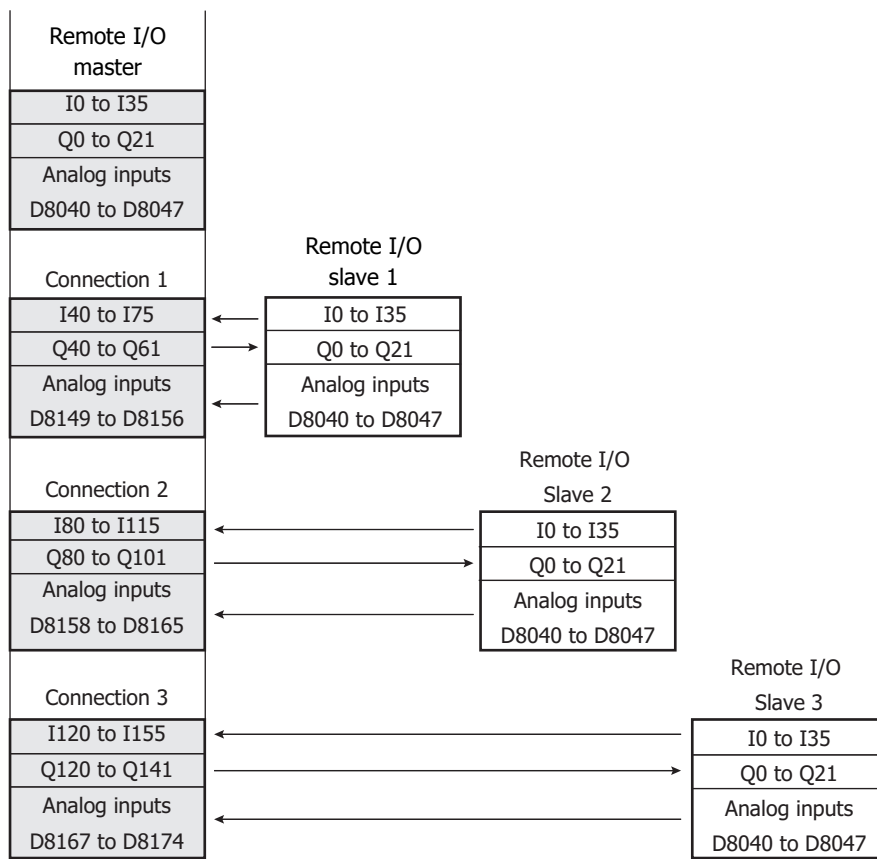 Remote I/O
master
I0 to I35
Q0 to Q21
Analog inputs
D8040 to D8047
Connection 1
I40 to I75
Q40 to Q61
Analog inputs
D8149 to D8156
Remote I/O
slave 1
I0 to I35
Q0 to Q21
Analog inputs
D8040 to D8047
Connection 2
I80 to I115
Q80 to Q101
Analog inputs
D8158 to D8165
Remote I/O
Slave 2
I0 to I35
Q0 to Q21
Analog inputs
D8040 to D8047
Connection 3
I120 to I155
Q120 to Q141
Analog inputs
D8167 to D8174
Remote I/O
Slave 3
I0 to I35
Q0 to Q21
Analog inputs
D8040 to D8047